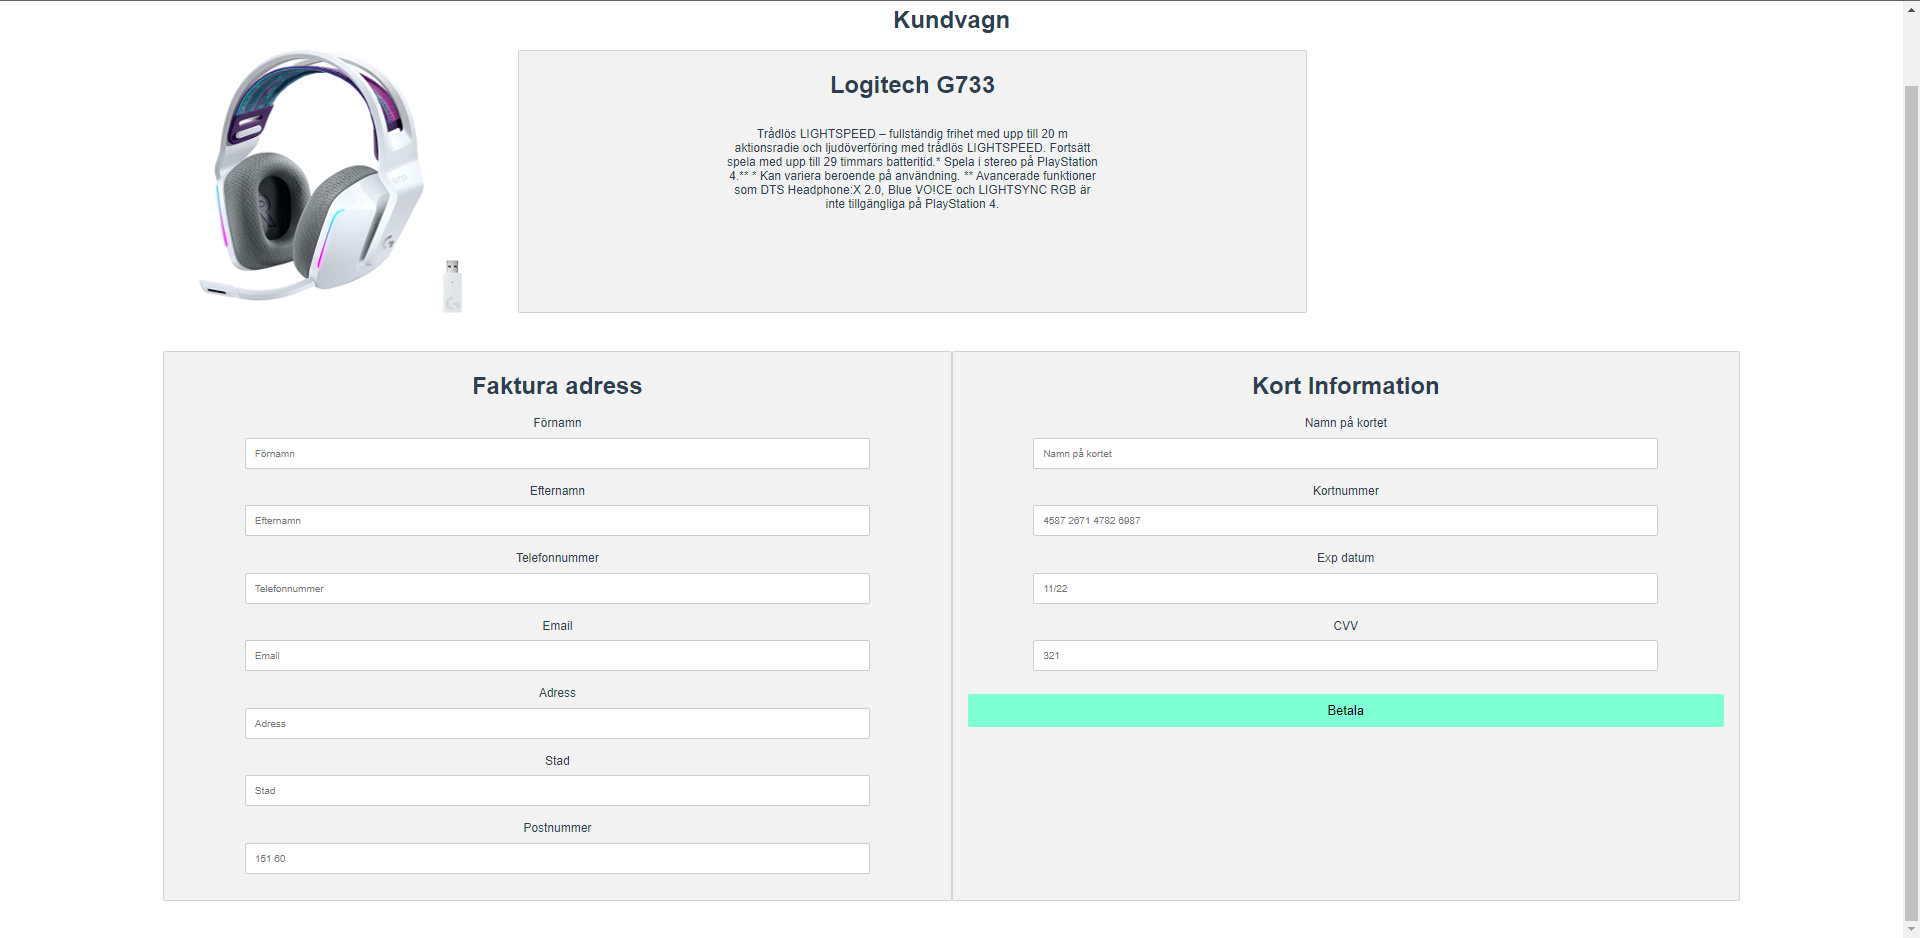 Kundvagn
Logitech G733
Trådlös LIGHTSPEED – fullständig frihet med upp till 20 m
aktionsradie och ljudöverföring med trådlös LIGHTSPEED. Fortsätt
spela med upp till 29 timmars batteritid.* Spela i stereo på PlayStation
4.** * Kan variera beroende på användning. ** Avancerade funktioner
som DTS Headphone:X 2.0, Blue VO!CE och LIGHTSYNC RGB är
inte tillgängliga på PlayStation 4.
Faktura adress
Förnamn
Förnamn
Efternamn
Efternamn
Telefonnummer
Telefonnummer
Email
Email
Adress
Adress
Stad
Stad
Postnummer
151 60
Kort Information
Namn på kortet
Namn på kortet
Kortnummer
4587 2671 4782 6987
Exp datum
11/22
CVV
321
Betala